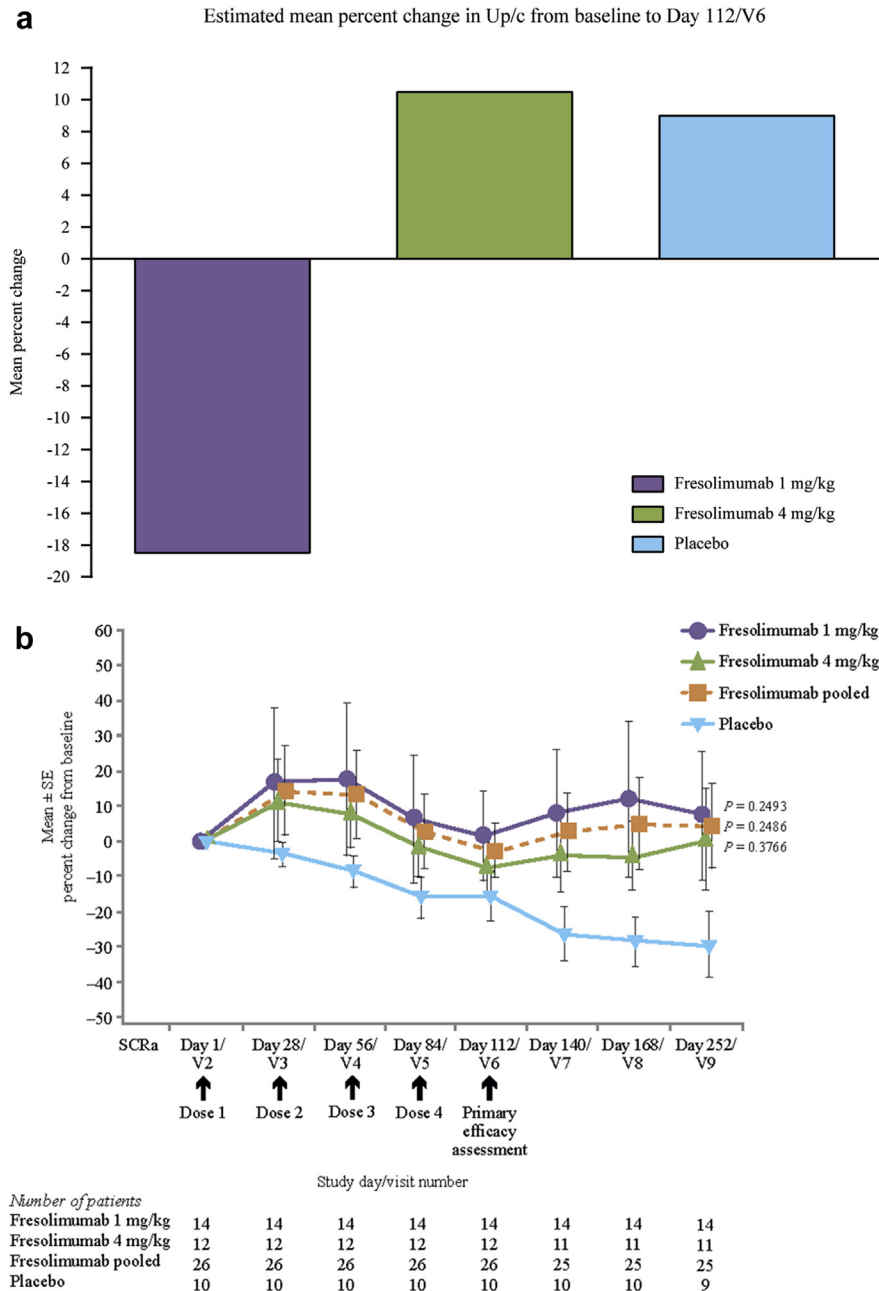 a
Estimated mean percent change in Up/c from baseline to Day 112/V6
Mean percent change
12
10
8
6
4
2
0
-2
-4
-6
-8
-10
-12
-14
-16
-18
-20
Fresolimumab 1 mg/kg
Fresolimumab 4 mg/kg
Placebo
b
Mean ± SE
percent change from baseline
60
50
40
30
20
10
0
–10
–20
–30
–40
–50
Fresolimumab 1 mg/kg
Fresolimumab 4 mg/kg
Fresolimumab pooled
Placebo
P = 0.2493
P = 0.2486
P = 0.3766
SCRa Day 1/ Day 28/ Day 56/ Day 84/ Day 112/ Day 140/ Day 168/ Day 252/
V2 V3 V4 V5 V6 V7 V8 V9
Dose 1 Dose 2 Dose 3 Dose 4 Primary
efficacy
assessment
Study day/visit number
Number of patients
Fresolimumab 1 mg/kg 14 14 14 14 14 14 14 14
Fresolimumab 4 mg/kg 12 12 12 12 12 11 11 11
Fresolimumab pooled 26 26 26 26 26 25 25 25
Placebo 10 10 10 10 10 10 10 9